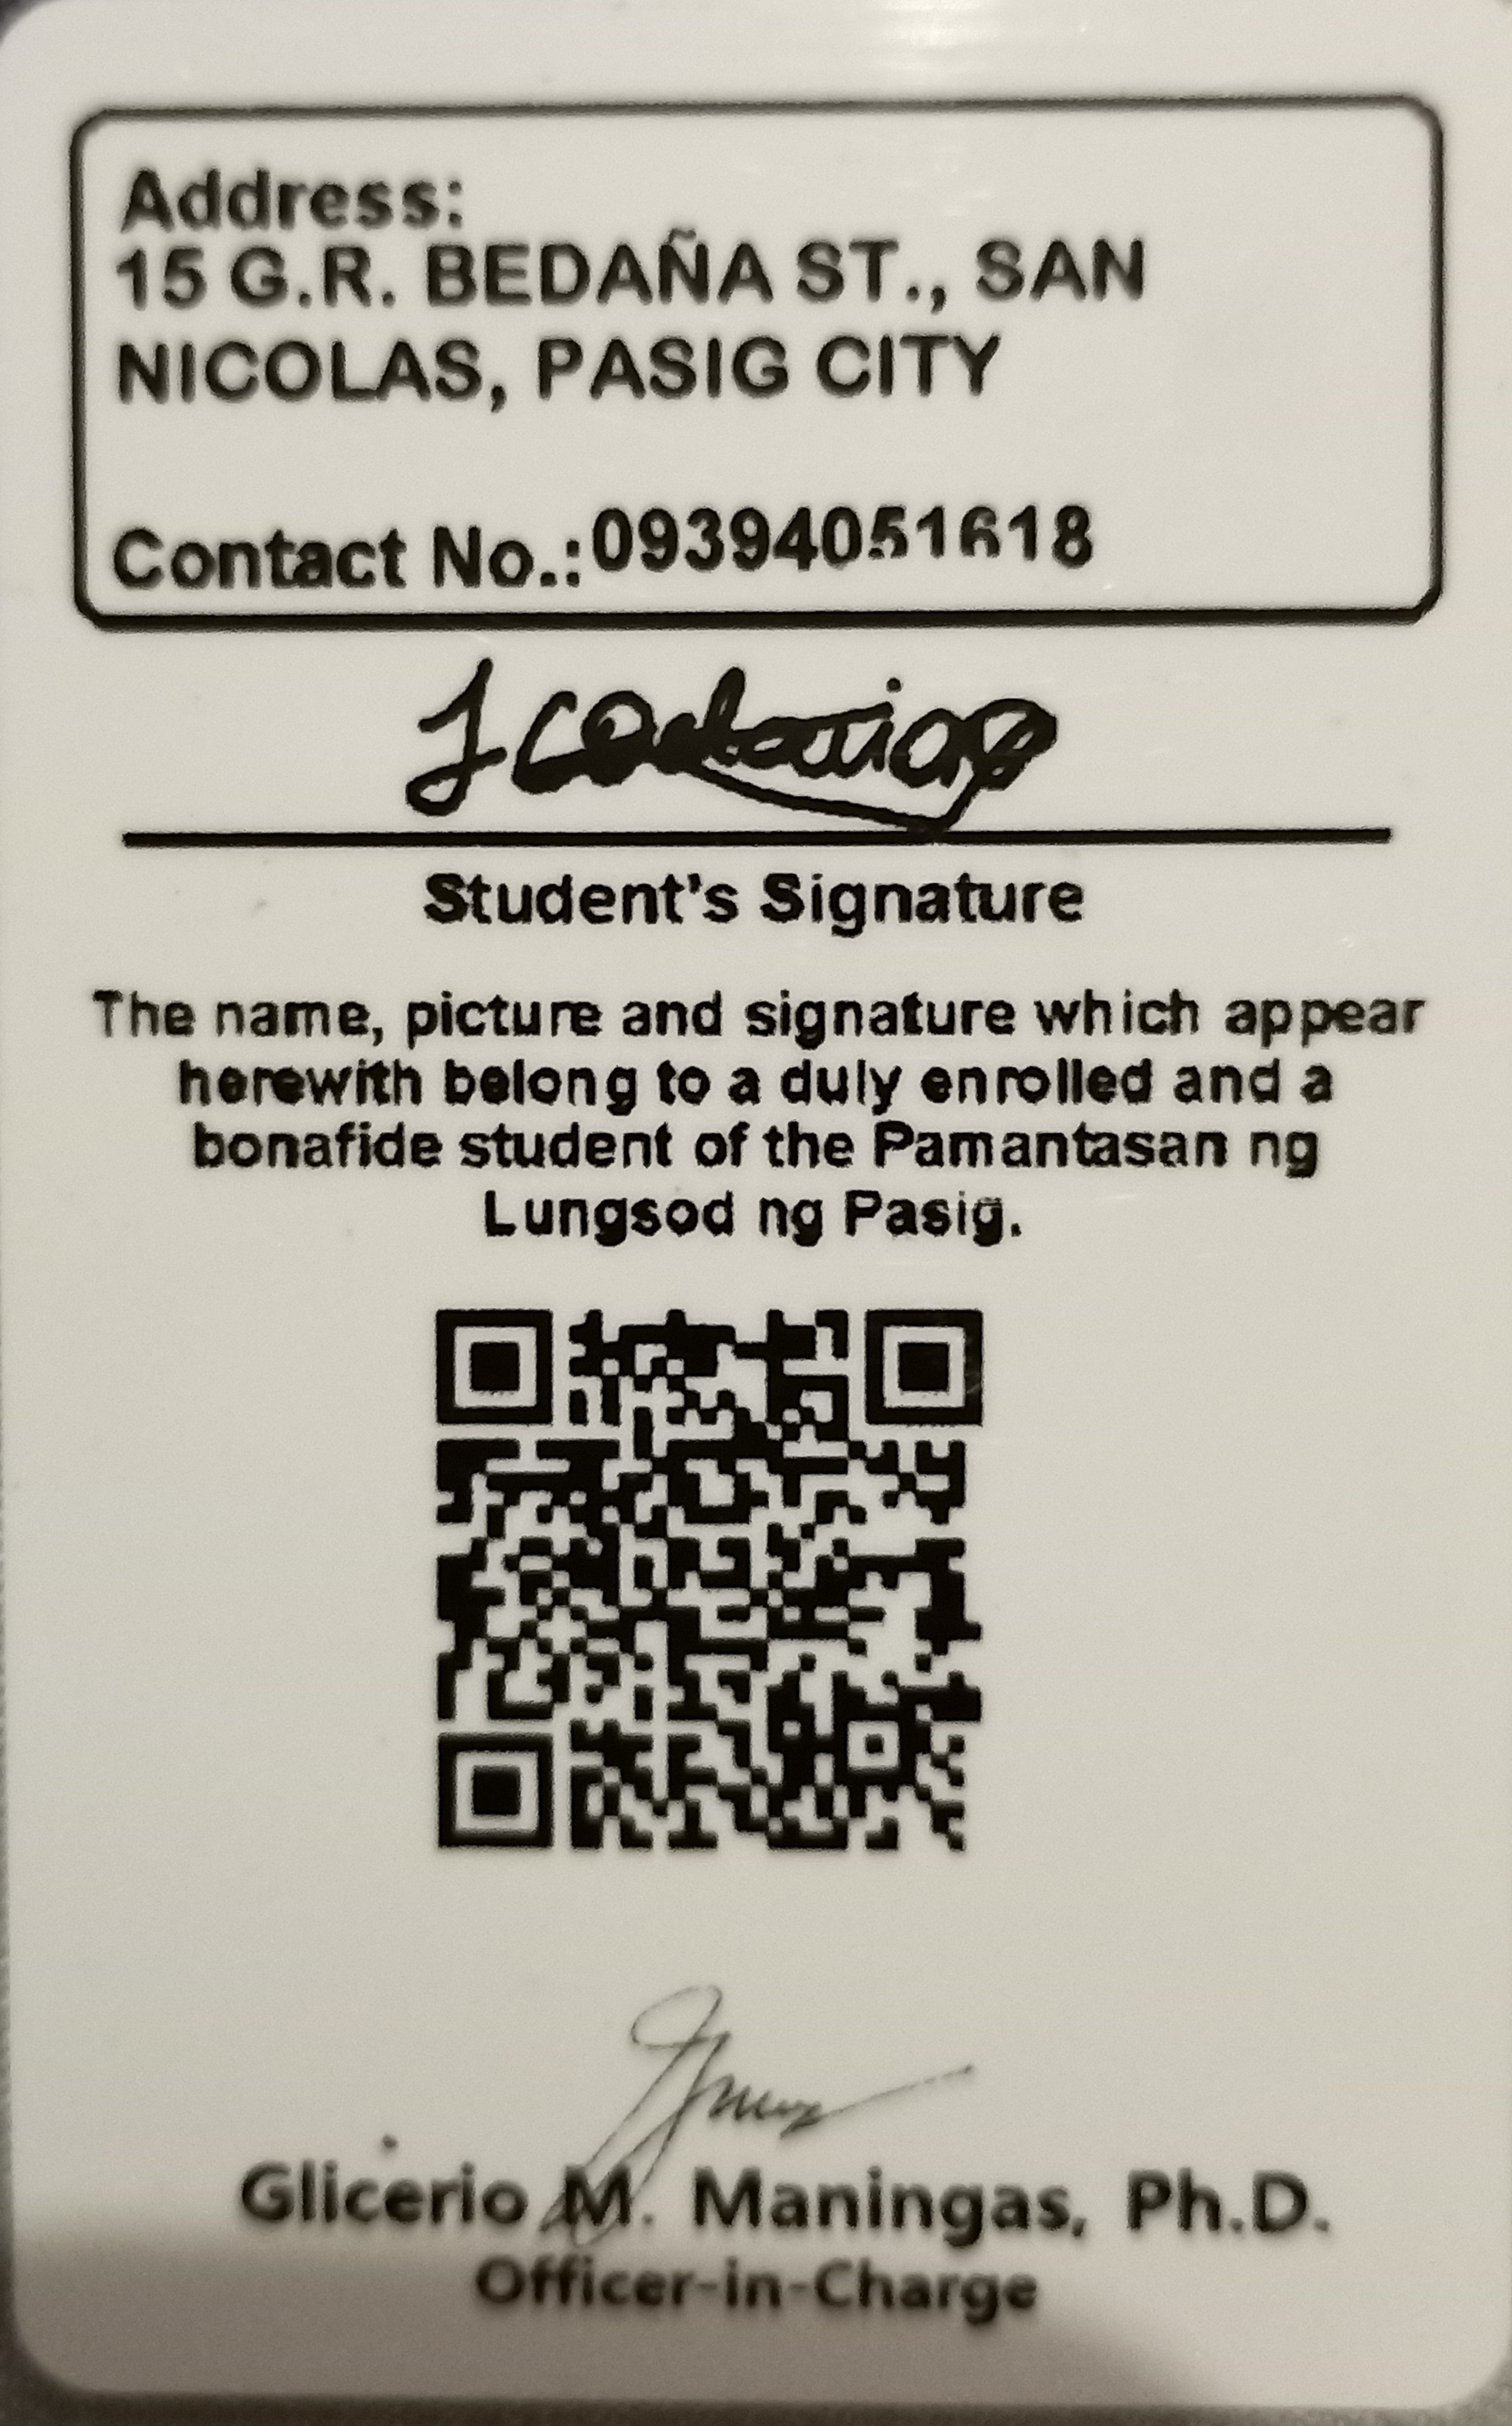 Address:
15 G.R. BEDAÑA ST., SAN
NICOLAS, PASIG CITY
Contact No.:09394051618
Student's Signature
The name, picture and signature which appear
herewith belong to a duly enrolled and a
bonafide student of the Pamantasan ng
Lungsod ng Pasig.
Glicerio M. Maningas, Ph.D.
Officer-in-Charge